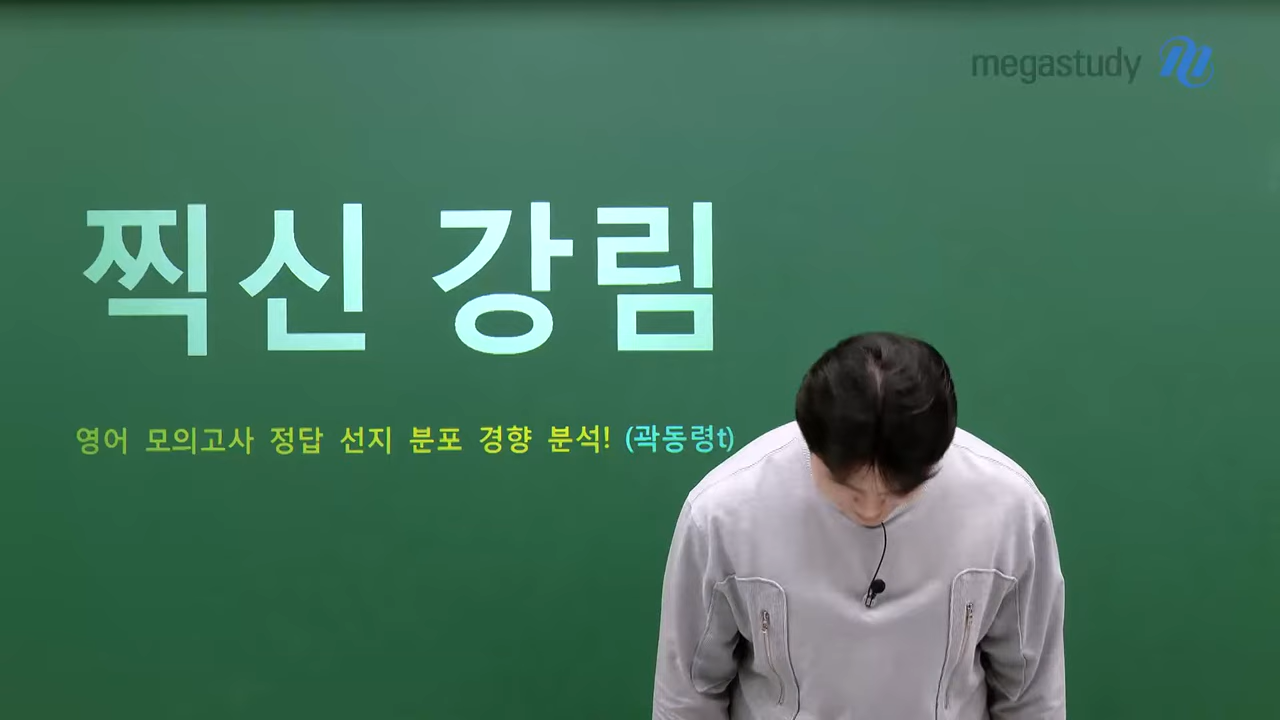 megastudy
찍신 강림
영어 모의고사 정답 선지 분포 경향 분석! (곽동령t)